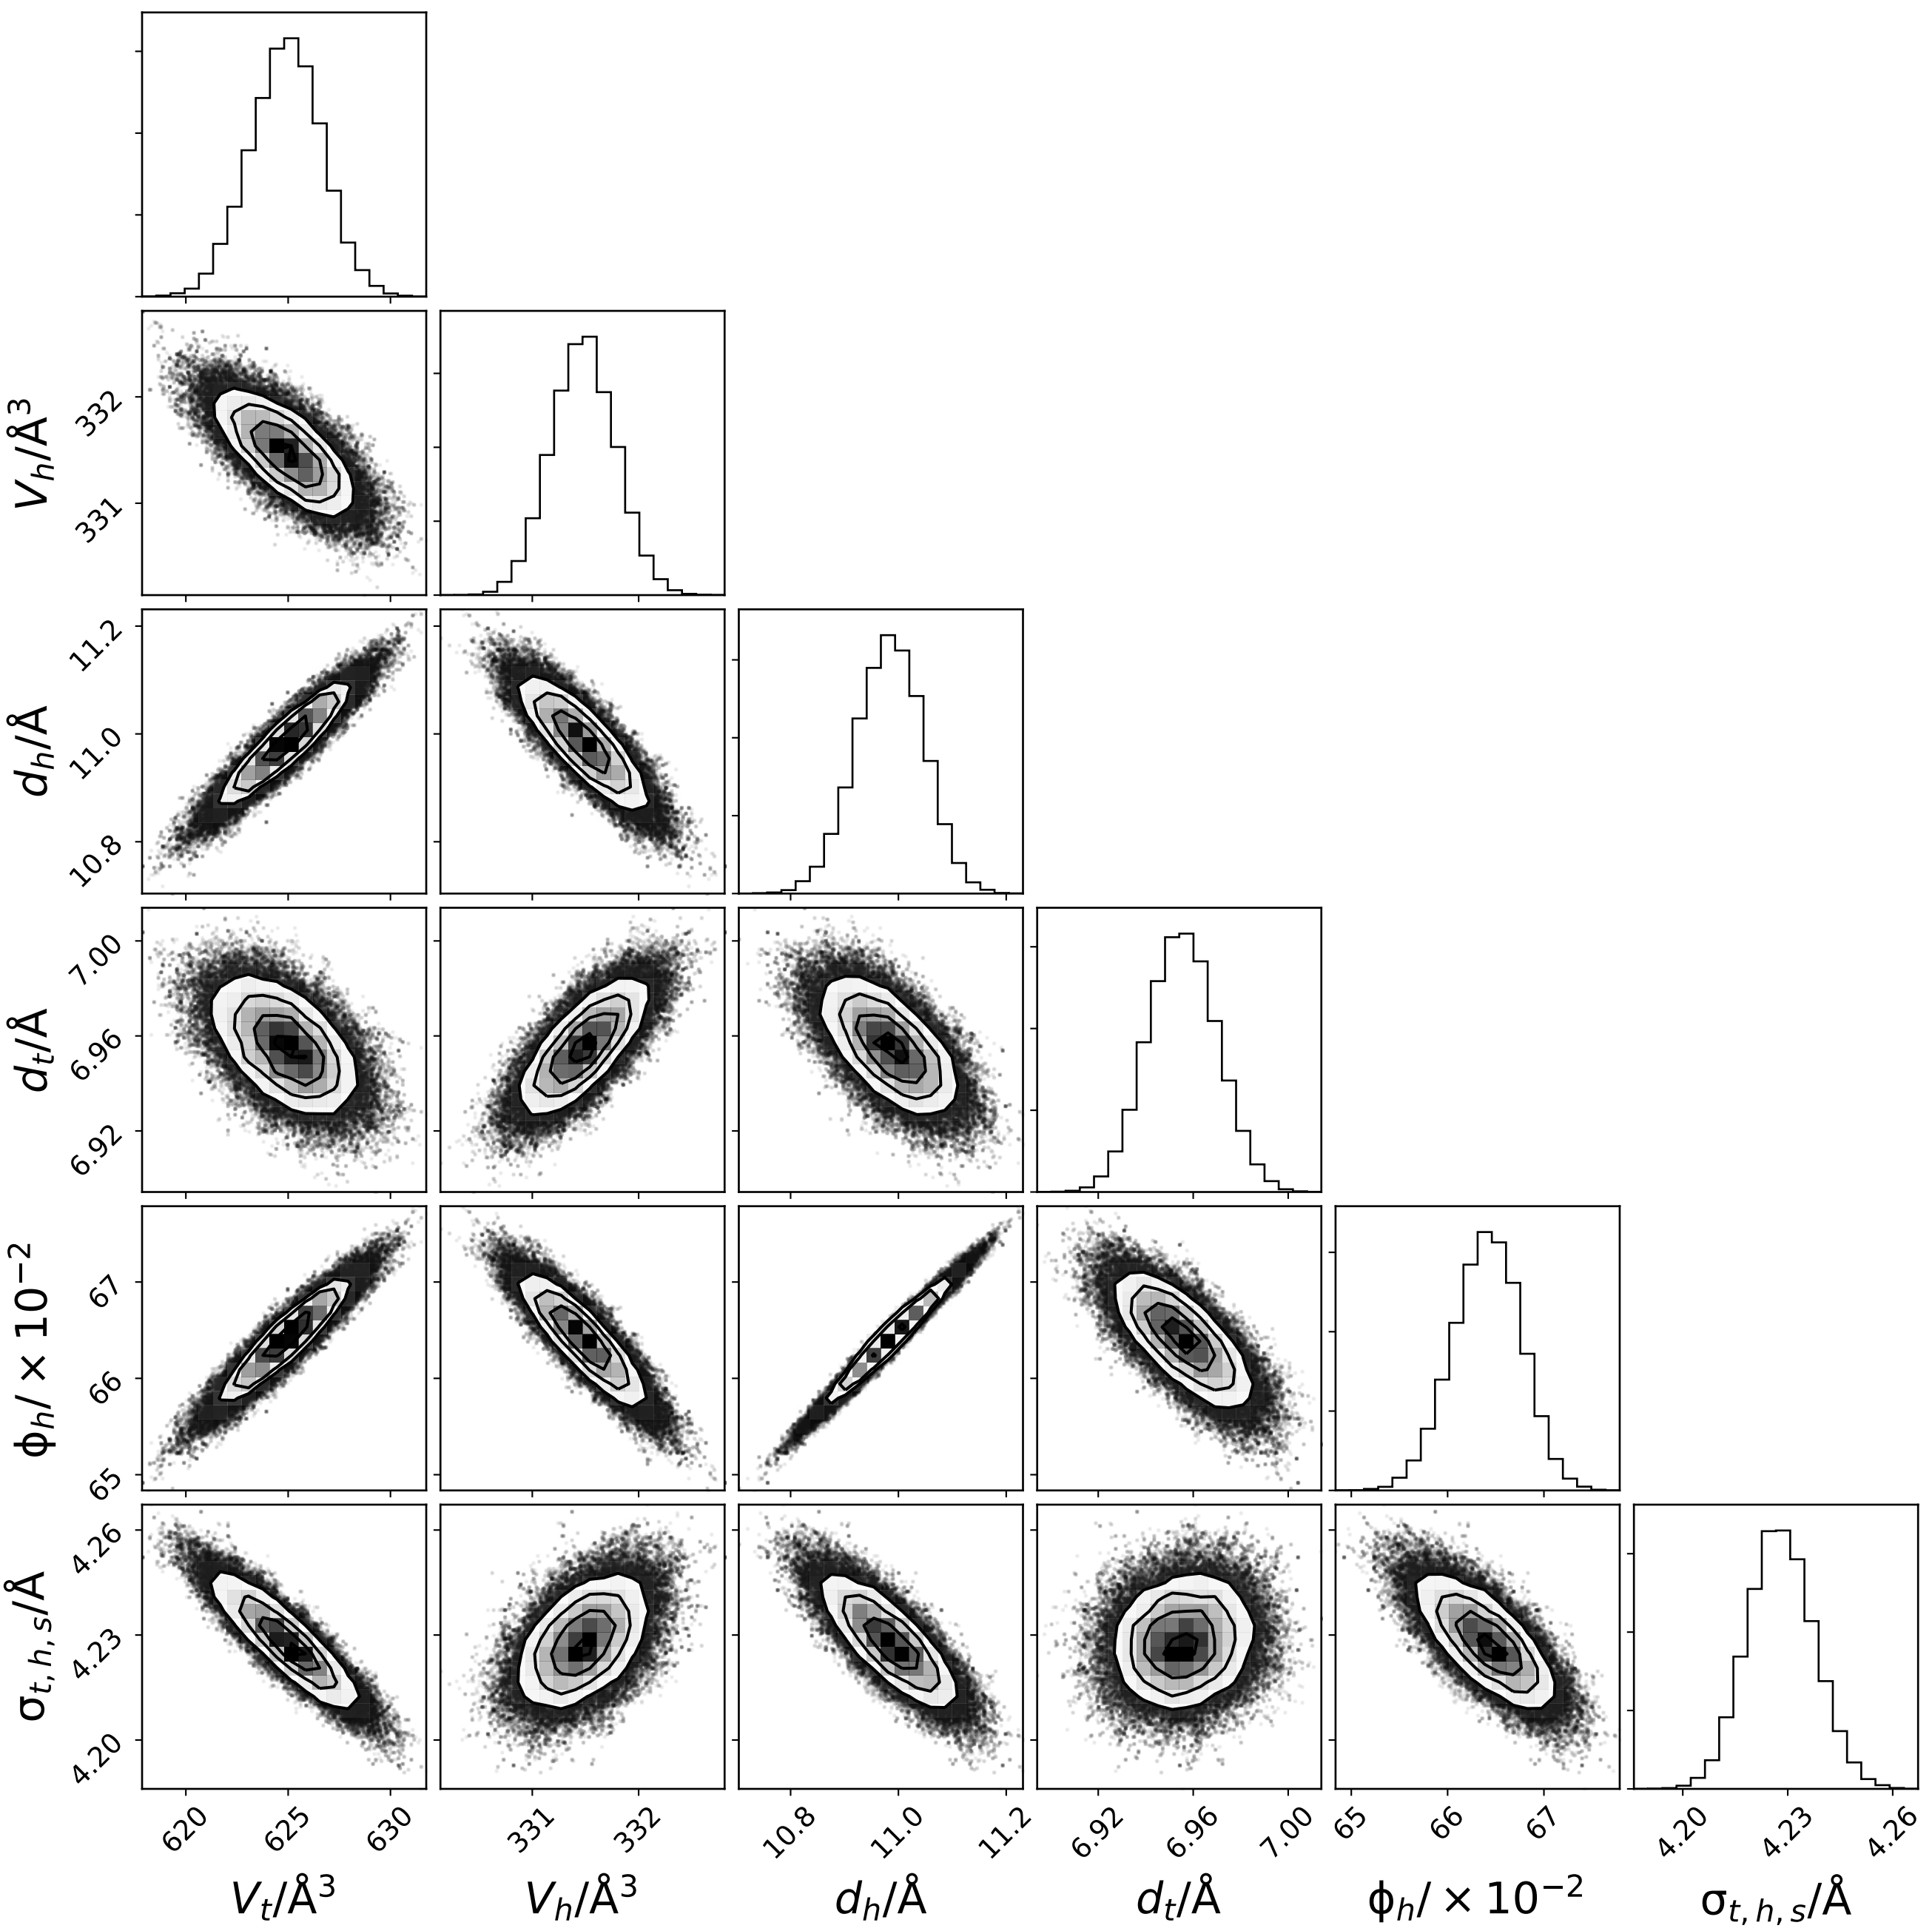 V_h/Å^3
332
331
d_h/Å
11.2
11.0
10.8
d_t/Å
7.00
6.96
6.92
ϕ_h/ × 10^−2
67
66
65
σ_{t, h, s}/Å
4.26
4.23
4.20
620 625 630 331 332 10.8 11.0 11.2 6.92 6.96 7.00 65 66 67 4.20 4.23 4.26
V_t/Å^3 V_h/Å^3 d_h/Å d_t/Å ϕ_h/ × 10^−2 σ_{t, h, s}/Å